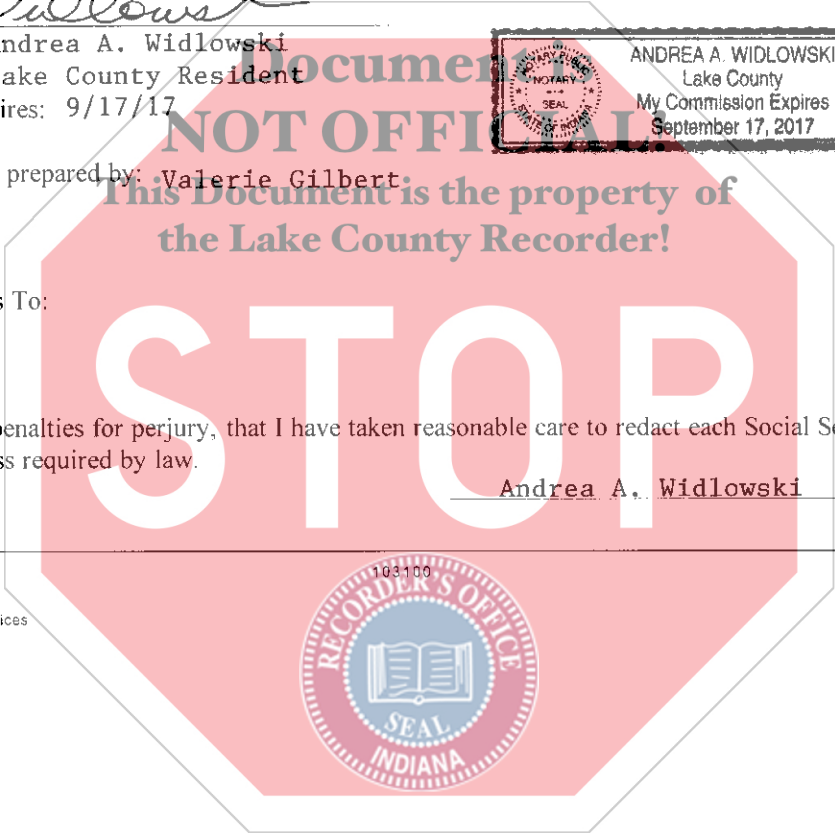 ndrea A. Widlowski
ake County Resident
ires: 9/17/17
NOTARY PUBLIC
NOTARY
SEAL
STATE OF INDIANA
ANDREA A. WIDLOWSKI
Lake County
My Commission Expires
September 17, 2017
Document is
NOT OFFICIAL!
prepared by: Valerie Gilbert
This Document is the property of
the Lake County Recorder!
s To:
STOP
penalties for perjury, that I have taken reasonable care to redact each Social Se
ss required by law.
Andrea A. Widlowski
103100
ices
RECORDER'S OFFICE
SEAL
INDIANA